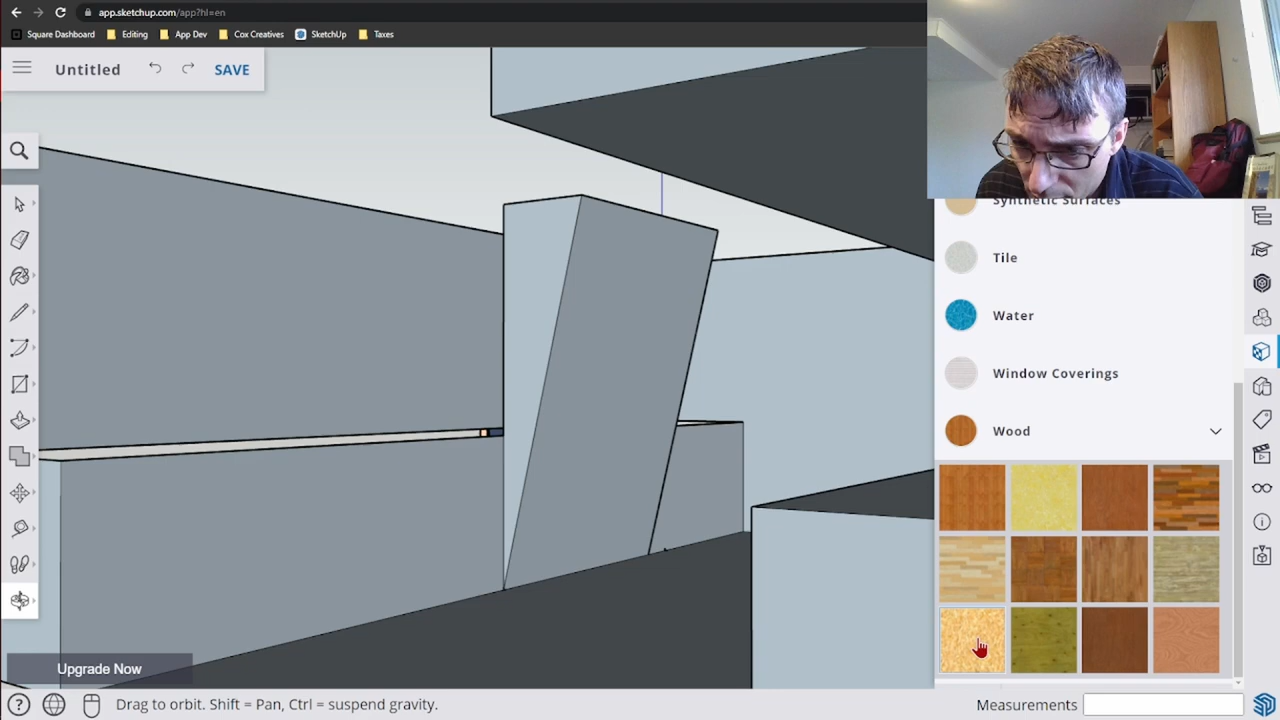 app.sketchup.com/app?hl=en
Square Dashboard Editing App Dev Cox Creatives SketchUp Taxes
Untitled SAVE
Synthetic Surfaces
Tile
Water
Window Coverings
Wood
Upgrade Now
Drag to orbit. Shift = Pan, Ctrl = suspend gravity. Measurements